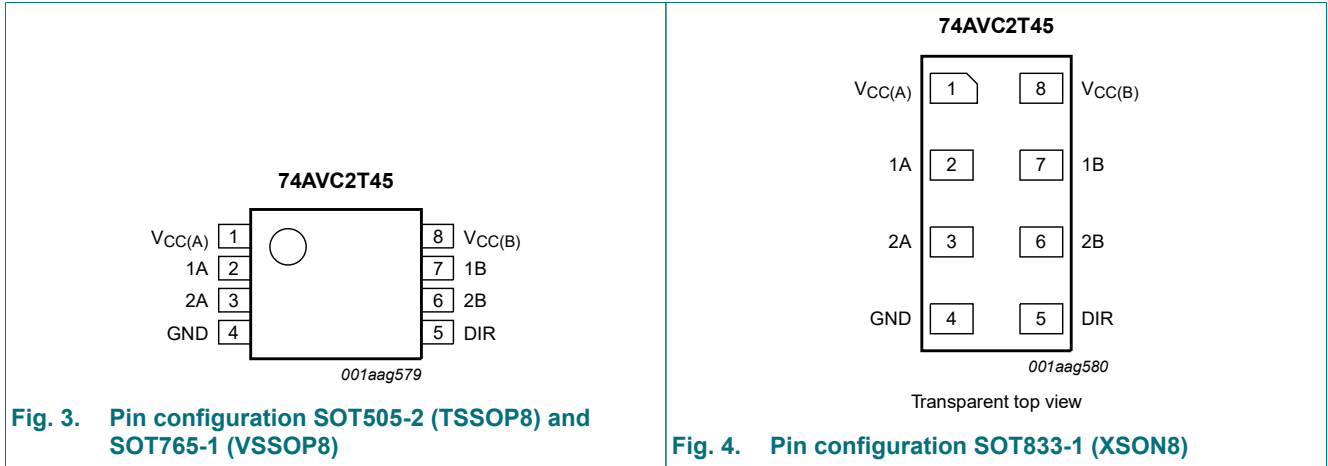 74AVC2T45
VCC(A) 1 8 VCC(B)
1A 2 7 1B
2A 3 6 2B
GND 4 5 DIR
001aag579
Fig. 3. Pin configuration SOT505-2 (TSSOP8) and
SOT765-1 (VSSOP8)
74AVC2T45
VCC(A) 1 8 VCC(B)
1A 2 7 1B
2A 3 6 2B
GND 4 5 DIR
001aag580
Transparent top view
Fig. 4. Pin configuration SOT833-1 (XSON8)